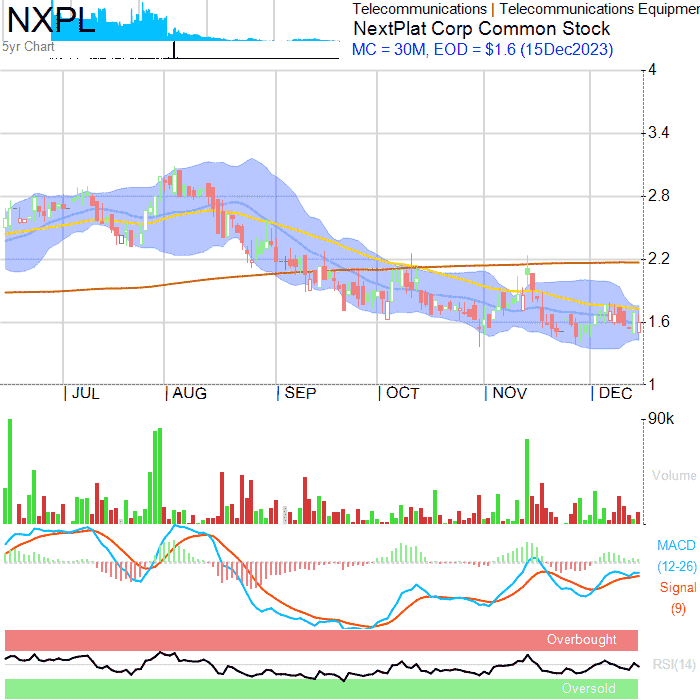 NXPL
5yr Chart
Telecommunications | Telecommunications Equipmen
NextPlat Corp Common Stock
MC = 30M, EOD = $1.6 (15Dec2023)
4
3.4
2.8
2.2
1.6
1
| JUL | AUG | SEP | OCT | NOV | DEC
90k
Volume
MACD
(12-26)
Signal
(9)
Overbought
RSI(14)
Oversold